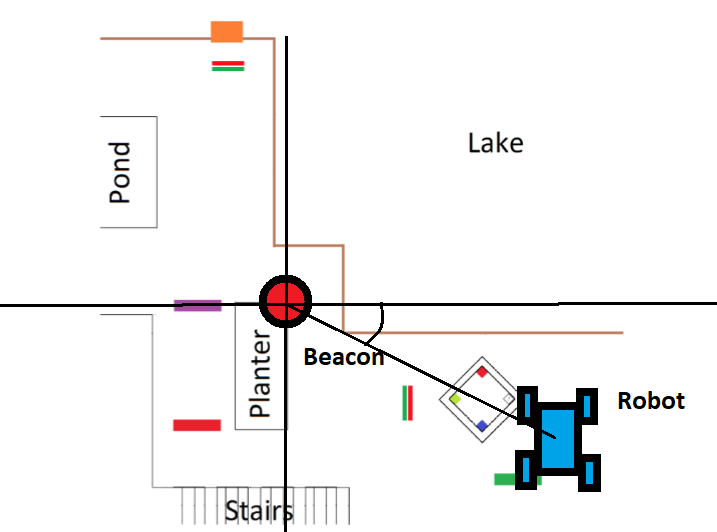 Lake
Pond
Beacon
Planter
Robot
Stairs